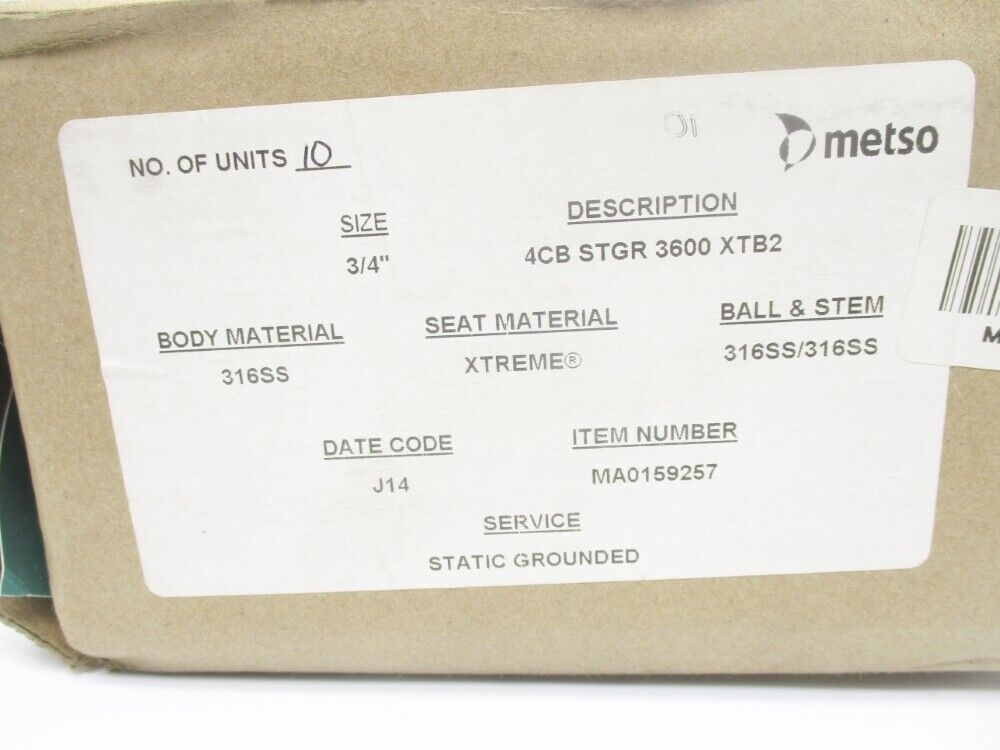 NO. OF UNITS 10
metso
SIZE
3/4"
DESCRIPTION
4CB STGR 3600 XTB2
BODY MATERIAL
316SS
SEAT MATERIAL
XTREME®
BALL & STEM
316SS/316SS
DATE CODE
J14
ITEM NUMBER
MA0159257
SERVICE
STATIC GROUNDED
M